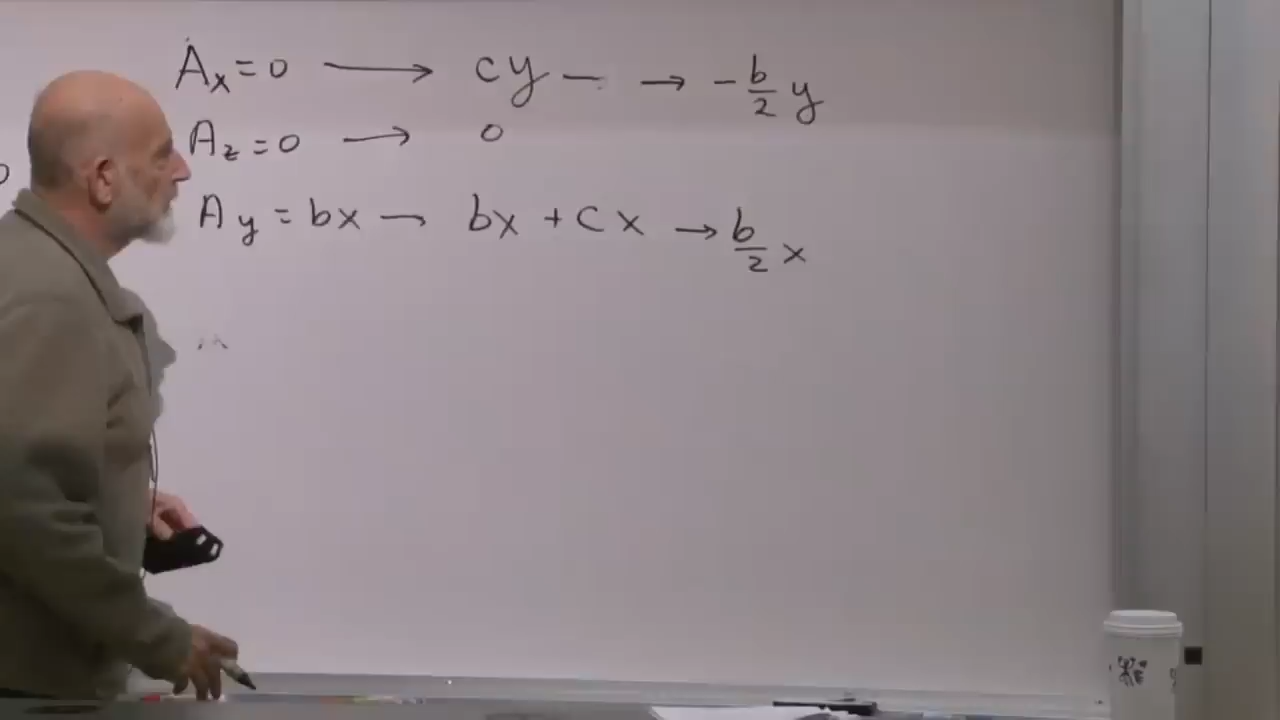 Ax = 0 ⟶ cy — → - b/2 y
Az = 0 ⟶ 0
Ay = bx → bx + cx → b/2 x